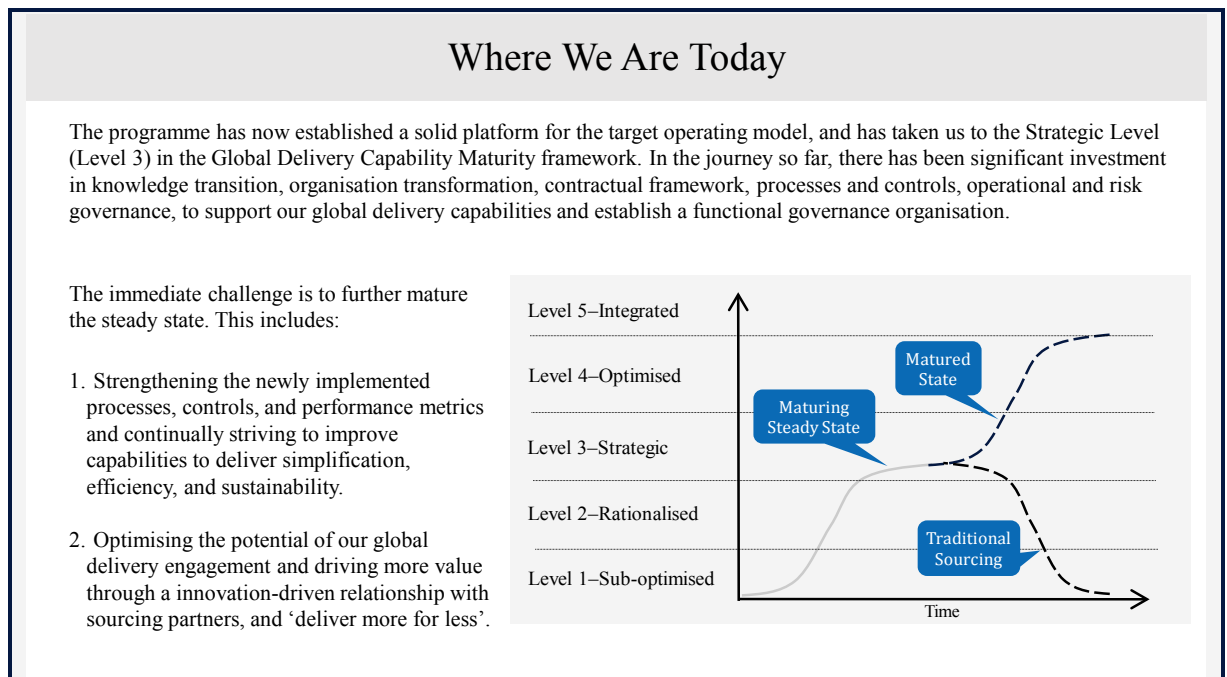 Where We Are Today
The programme has now established a solid platform for the target operating model, and has taken us to the Strategic Level
(Level 3) in the Global Delivery Capability Maturity framework. In the journey so far, there has been significant investment
in knowledge transition, organisation transformation, contractual framework, processes and controls, operational and risk
governance, to support our global delivery capabilities and establish a functional governance organisation.
The immediate challenge is to further mature
the steady state. This includes:
1. Strengthening the newly implemented
processes, controls, and performance metrics
and continually striving to improve
capabilities to deliver simplification,
efficiency, and sustainability.
2. Optimising the potential of our global
delivery engagement and driving more value
through a innovation-driven relationship with
sourcing partners, and ‘deliver more for less’.
Level 5–Integrated
Level 4–Optimised
Level 3–Strategic
Level 2–Rationalised
Level 1–Sub-optimised
Matured
State
Maturing
Steady State
Traditional
Sourcing
Time